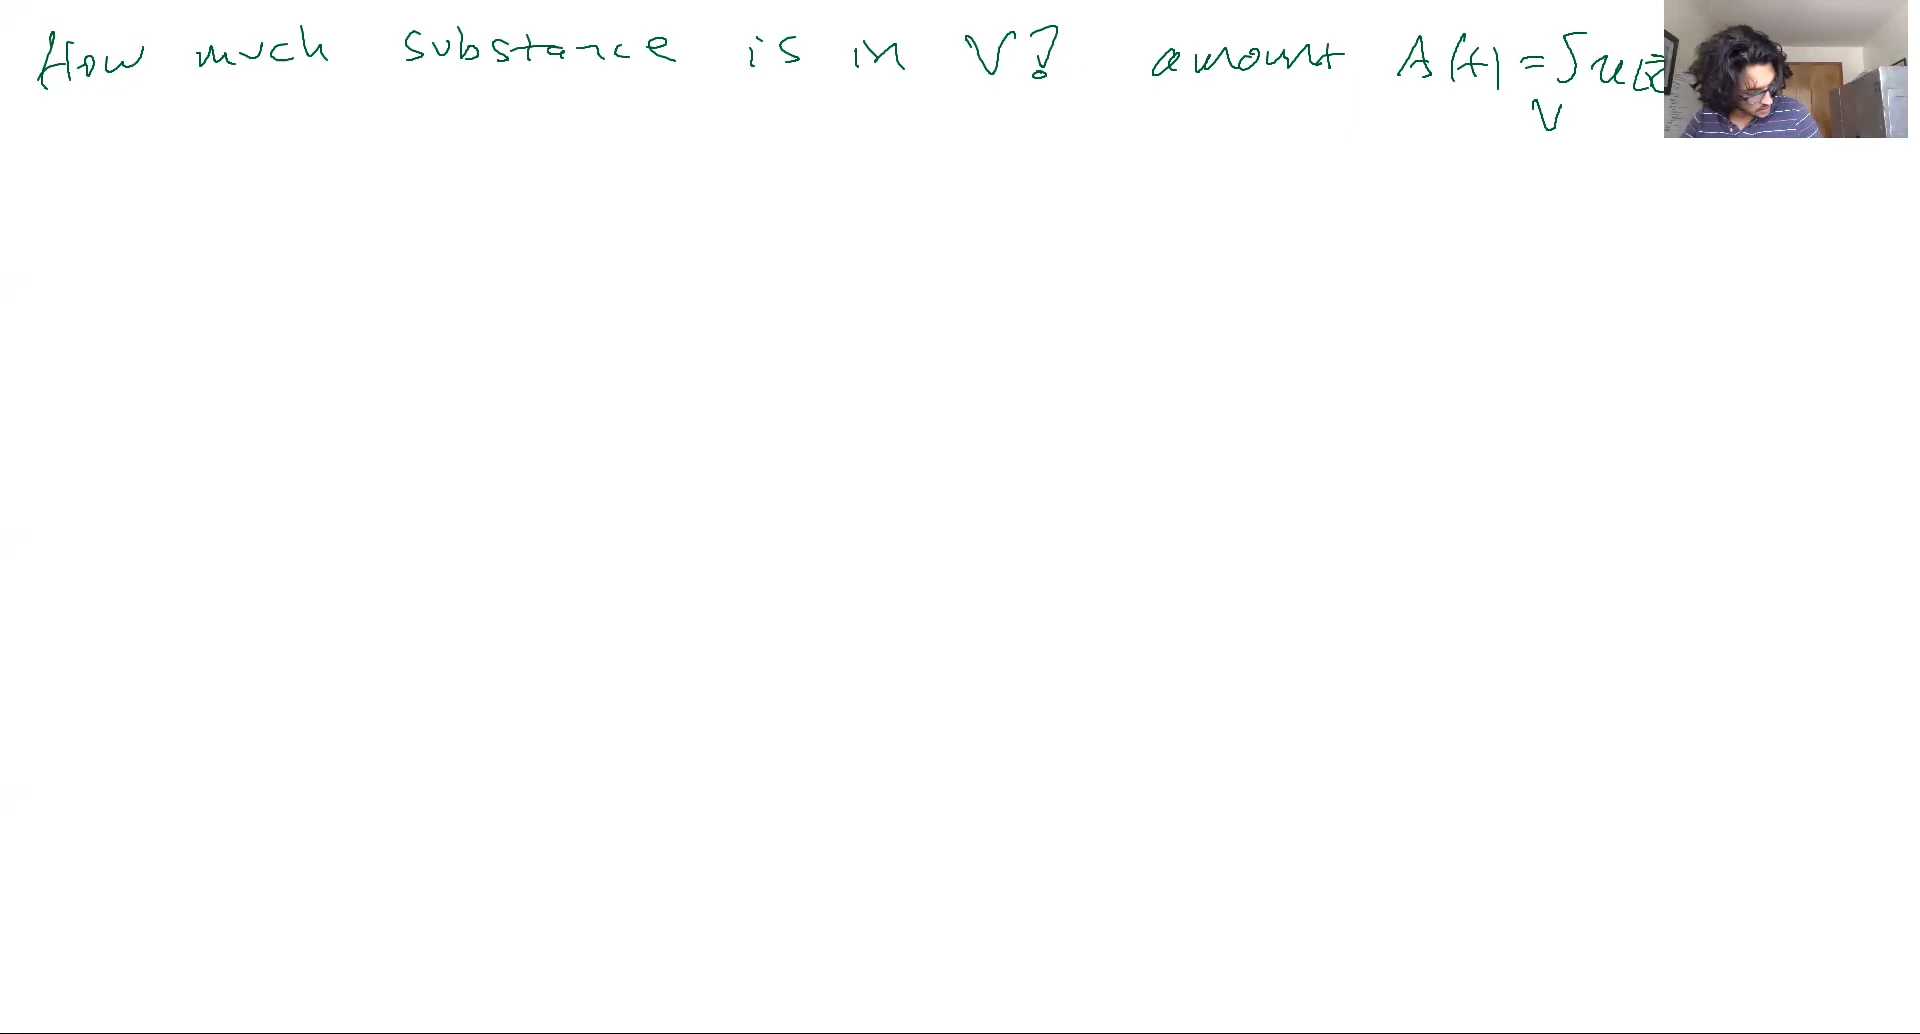 How much substance is in V? amount A(t) = ∫ u(x
V